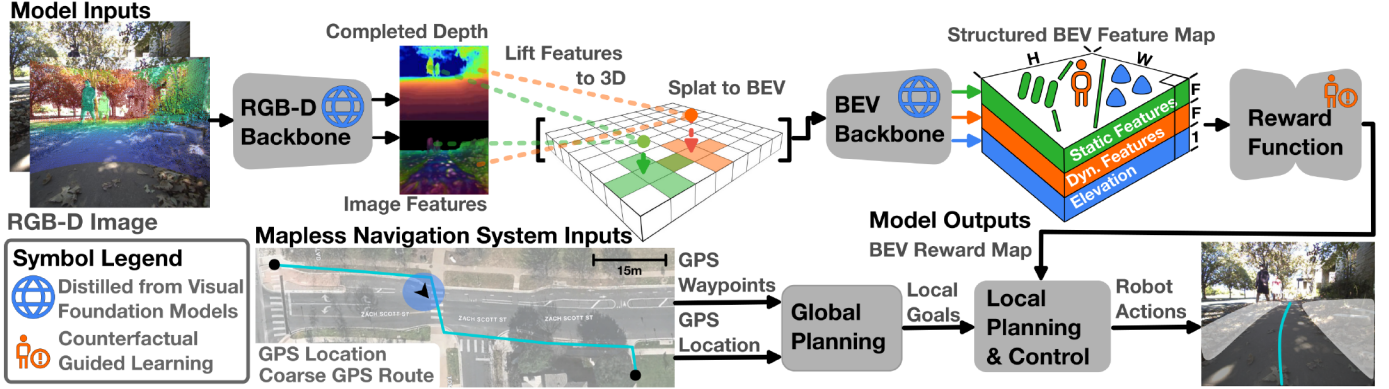 Model Inputs
RGB-D Image
RGB-D
Backbone
Completed Depth
Image Features
Lift Features
to 3D
Splat to BEV
BEV
Backbone
Structured BEV Feature Map
H
W
F
F
1
Static Features
Dyn. Features
Elevation
Reward
Function
Symbol Legend
Distilled from Visual
Foundation Models
Counterfactual
Guided Learning
Mapless Navigation System Inputs
15m
ZACH SCOTT ST
ZACH SCOTT ST
ZACH SCOTT ST
GPS Location
Coarse GPS Route
GPS
Waypoints
GPS
Location
Global
Planning
Local
Goals
Model Outputs
BEV Reward Map
Local
Planning
& Control
Robot
Actions